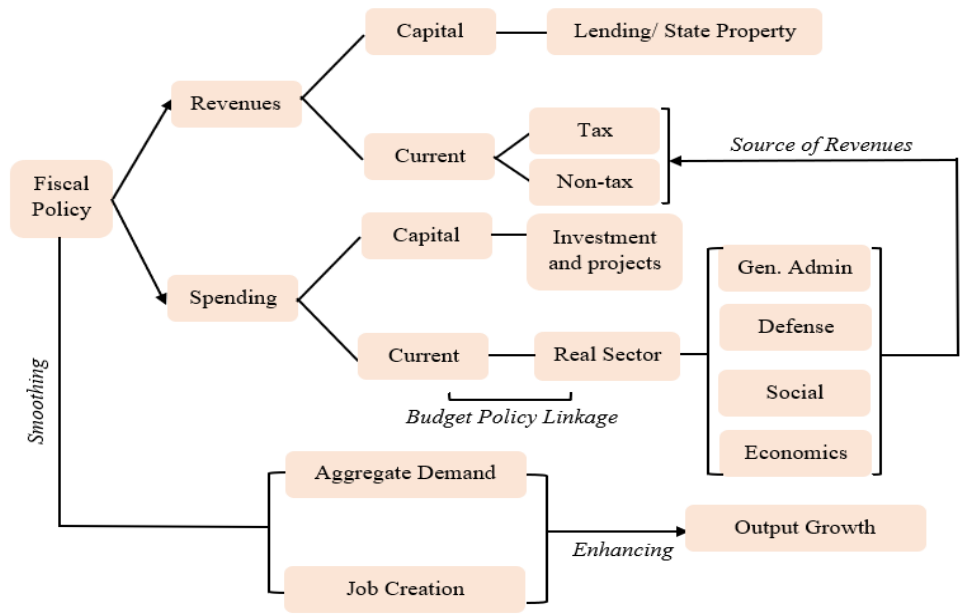 Capital
Lending/ State Property
Revenues
Tax
Current
Source of Revenues
Non-tax
Fiscal
Policy
Capital
Investment
and projects
Gen. Admin
Spending
Defense
Current
Real Sector
Smoothing
Social
Budget Policy Linkage
Economics
Aggregate Demand
Output Growth
Enhancing
Job Creation